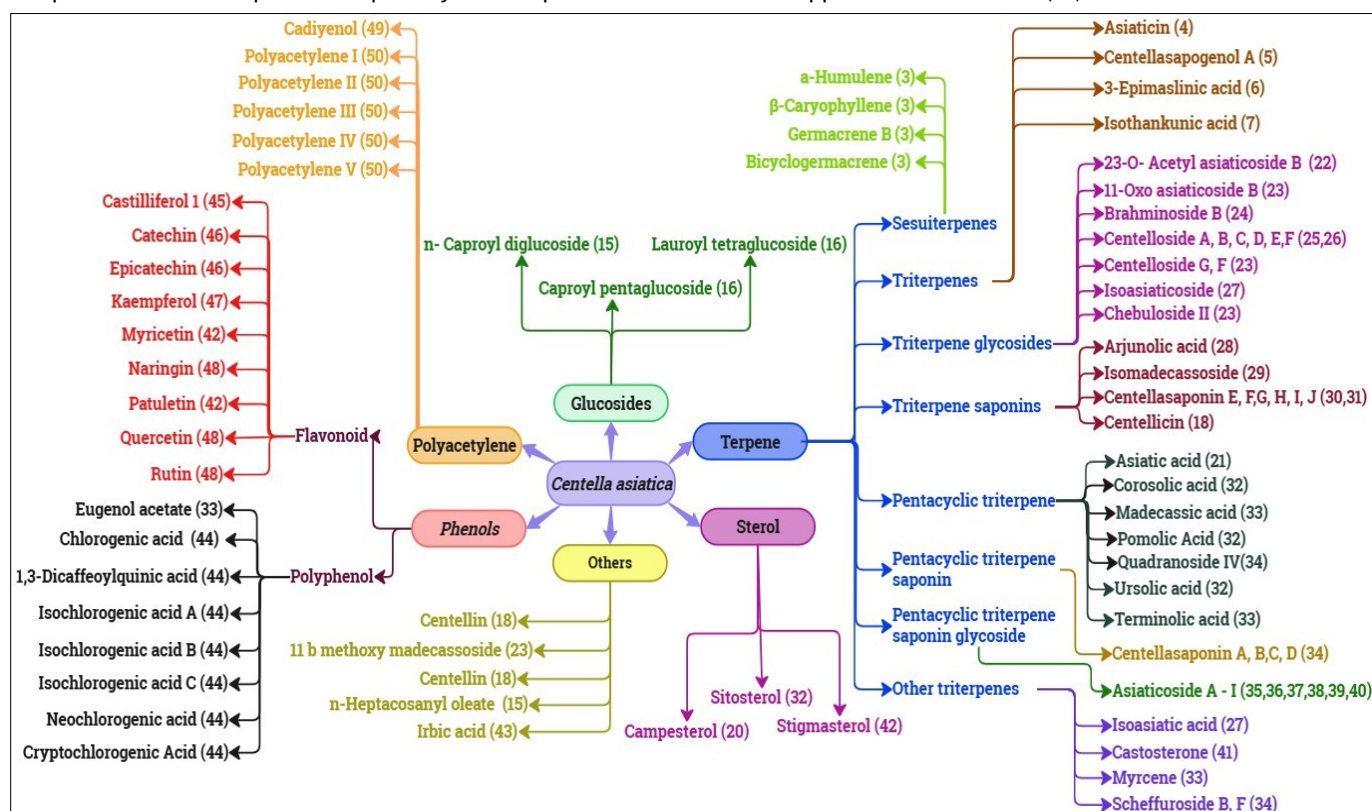 Cadiyenol (49)
Polyacetylene I (50)
Polyacetylene II (50)
Polyacetylene III (50)
Polyacetylene IV (50)
Polyacetylene V (50)
Castilliferol 1 (45)
Catechin (46)
Epicatechin (46)
Kaempferol (47)
Myricetin (42)
Naringin (48)
Patuletin (42)
Quercetin (48)
Rutin (48)
Flavonoid
Eugenol acetate (33)
Chlorogenic acid (44)
1,3-Dicaffeoylquinic acid (44)
Isochlorogenic acid A (44)
Isochlorogenic acid B (44)
Isochlorogenic acid C (44)
Neochlorogenic acid (44)
Cryptochlorogenic Acid (44)
Polyphenol
n- Caproyl diglucoside (15)
Lauroyl tetraglucoside (16)
Caproyl pentaglucoside (16)
Glucosides
Polyacetylene
Terpene
Centella asiatica
Phenols
Sterol
Others
Centellin (18)
11 b methoxy madecassoside (23)
Centellin (18)
n-Heptacosanyl oleate (15)
Irbic acid (43)
Sitosterol (32)
Campesterol (20)
Stigmasterol (42)
a-Humulene (3)
β-Caryophyllene (3)
Germacrene B (3)
Bicyclogermacrene (3)
Sesuiterpenes
Triterpenes
Triterpene glycosides
Triterpene saponins
Pentacyclic triterpene
Pentacyclic triterpene
saponin
Pentacyclic triterpene
saponin glycoside
Other triterpenes
Asiaticin (4)
Centellasapogenol A (5)
3-Epimaslinic acid (6)
Isothankunic acid (7)
23-O- Acetyl asiaticoside B (22)
11-Oxo asiaticoside B (23)
Brahminoside B (24)
Centelloside A, B, C, D, E,F (25,26)
Centelloside G, F (23)
Isoasiaticoside (27)
Chebuloside II (23)
Arjunolic acid (28)
Isomadecassoside (29)
Centellasaponin E, F,G, H, I, J (30,31)
Centellicin (18)
Asiatic acid (21)
Corosolic acid (32)
Madecassic acid (33)
Pomolic Acid (32)
Quadranoside IV(34)
Ursolic acid (32)
Terminolic acid (33)
Centellasaponin A, B,C, D (34)
Asiaticoside A - I (35,36,37,38,39,40)
Isoasiatic acid (27)
Castosterone (41)
Myrcene (33)
Scheffuroside B, F (34)